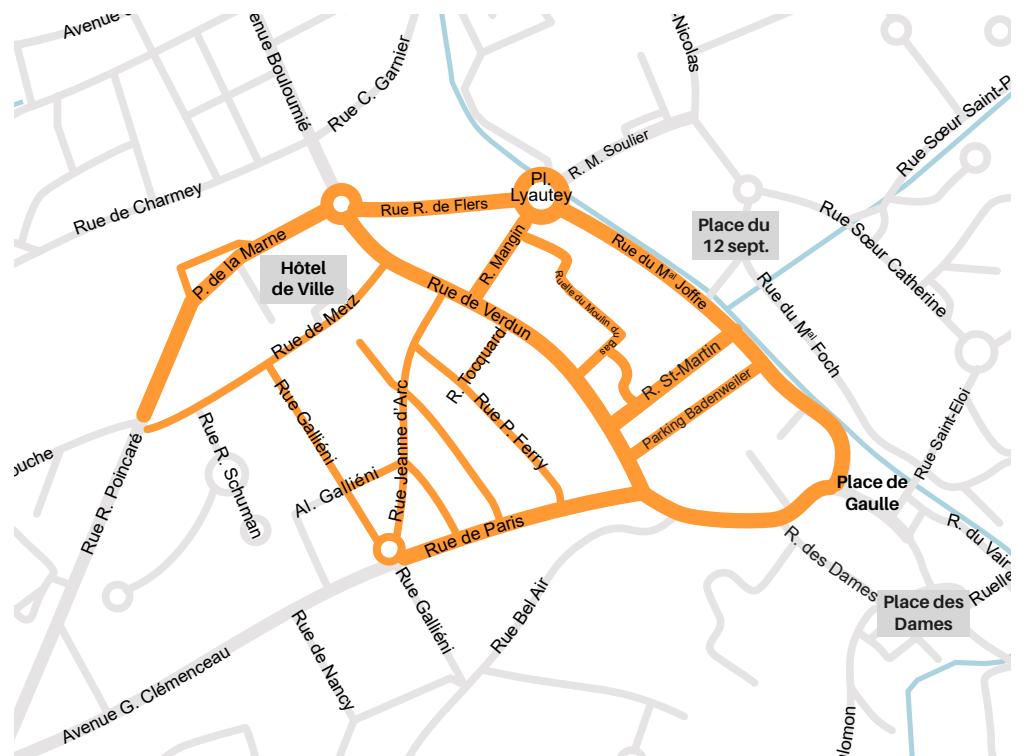 Avenue
enue Bouloumié
Rue C. Garnier
-Nicolas
Rue Sœur Saint-P
R. M. Soulier
Pl.
Lyautey
Rue de Charmey
Rue R. de Flers
Rue Sœur Catherine
Place du
12 sept.
P. de la Marne
Hôtel
de Ville
R. Mangin
Rue du Mal Joffre
Ruelle du Moulin du
Bas
Rue de Verdun
Rue de Metz
Rue du Mal Foch
R. Tocquard
R. St-Martin
Parking Badenweiler
Rue Galliéni
Rue Jeanne d'Arc
Rue P. Ferry
Rue Saint-Eloi
ouche
Rue R. Poincaré
Rue R. Schuman
Al. Galliéni
Place de
Gaulle
Rue de Paris
R. du Vair
R. des Dames
Ruelle
Place des
Dames
Rue Galliéni
Rue Bel Air
Rue de Nancy
Avenue G. Clémenceau
olomon